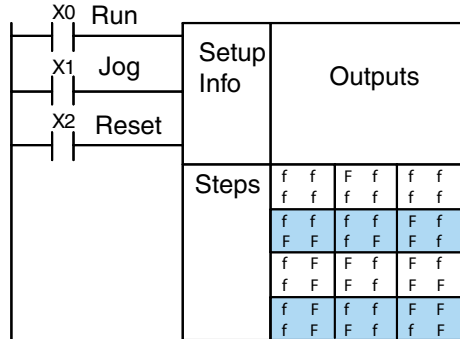 X0 Run
X1 Jog
X2 Reset
Setup
Info
Outputs
Steps
f f F f f f
f f f f f f
f f f f F f
F F f F F f
f F F f F f
f F F f F F
f F f F F F
f F F f f F